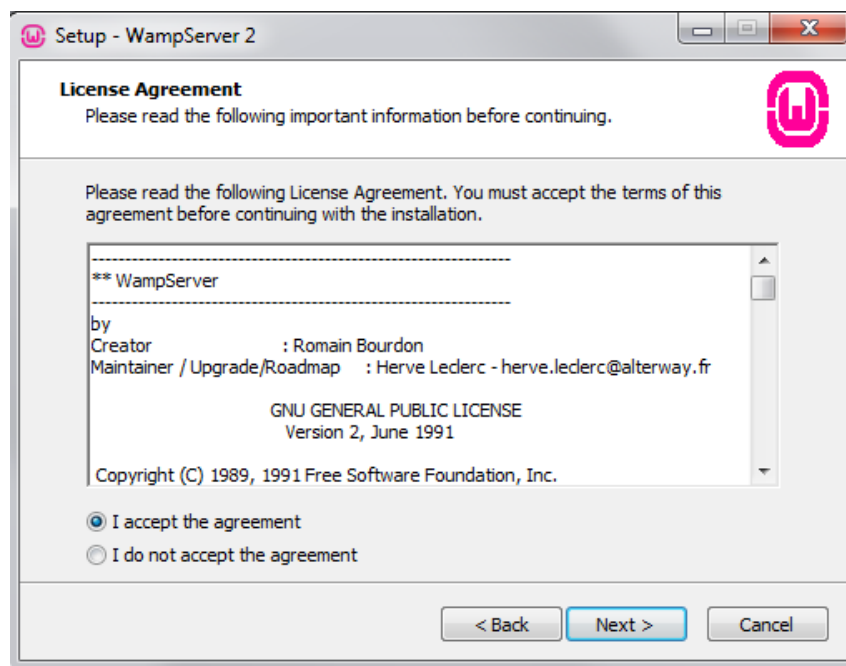 Setup - WampServer 2
License Agreement
Please read the following important information before continuing.
Please read the following License Agreement. You must accept the terms of this
agreement before continuing with the installation.
------------------------------------------------------------
** WampServer
------------------------------------------------------------
by
Creator : Romain Bourdon
Maintainer / Upgrade/Roadmap : Herve Leclerc - herve.leclerc@alterway.fr
GNU GENERAL PUBLIC LICENSE
Version 2, June 1991
Copyright (C) 1989, 1991 Free Software Foundation, Inc.
I accept the agreement
I do not accept the agreement
< Back Next > Cancel